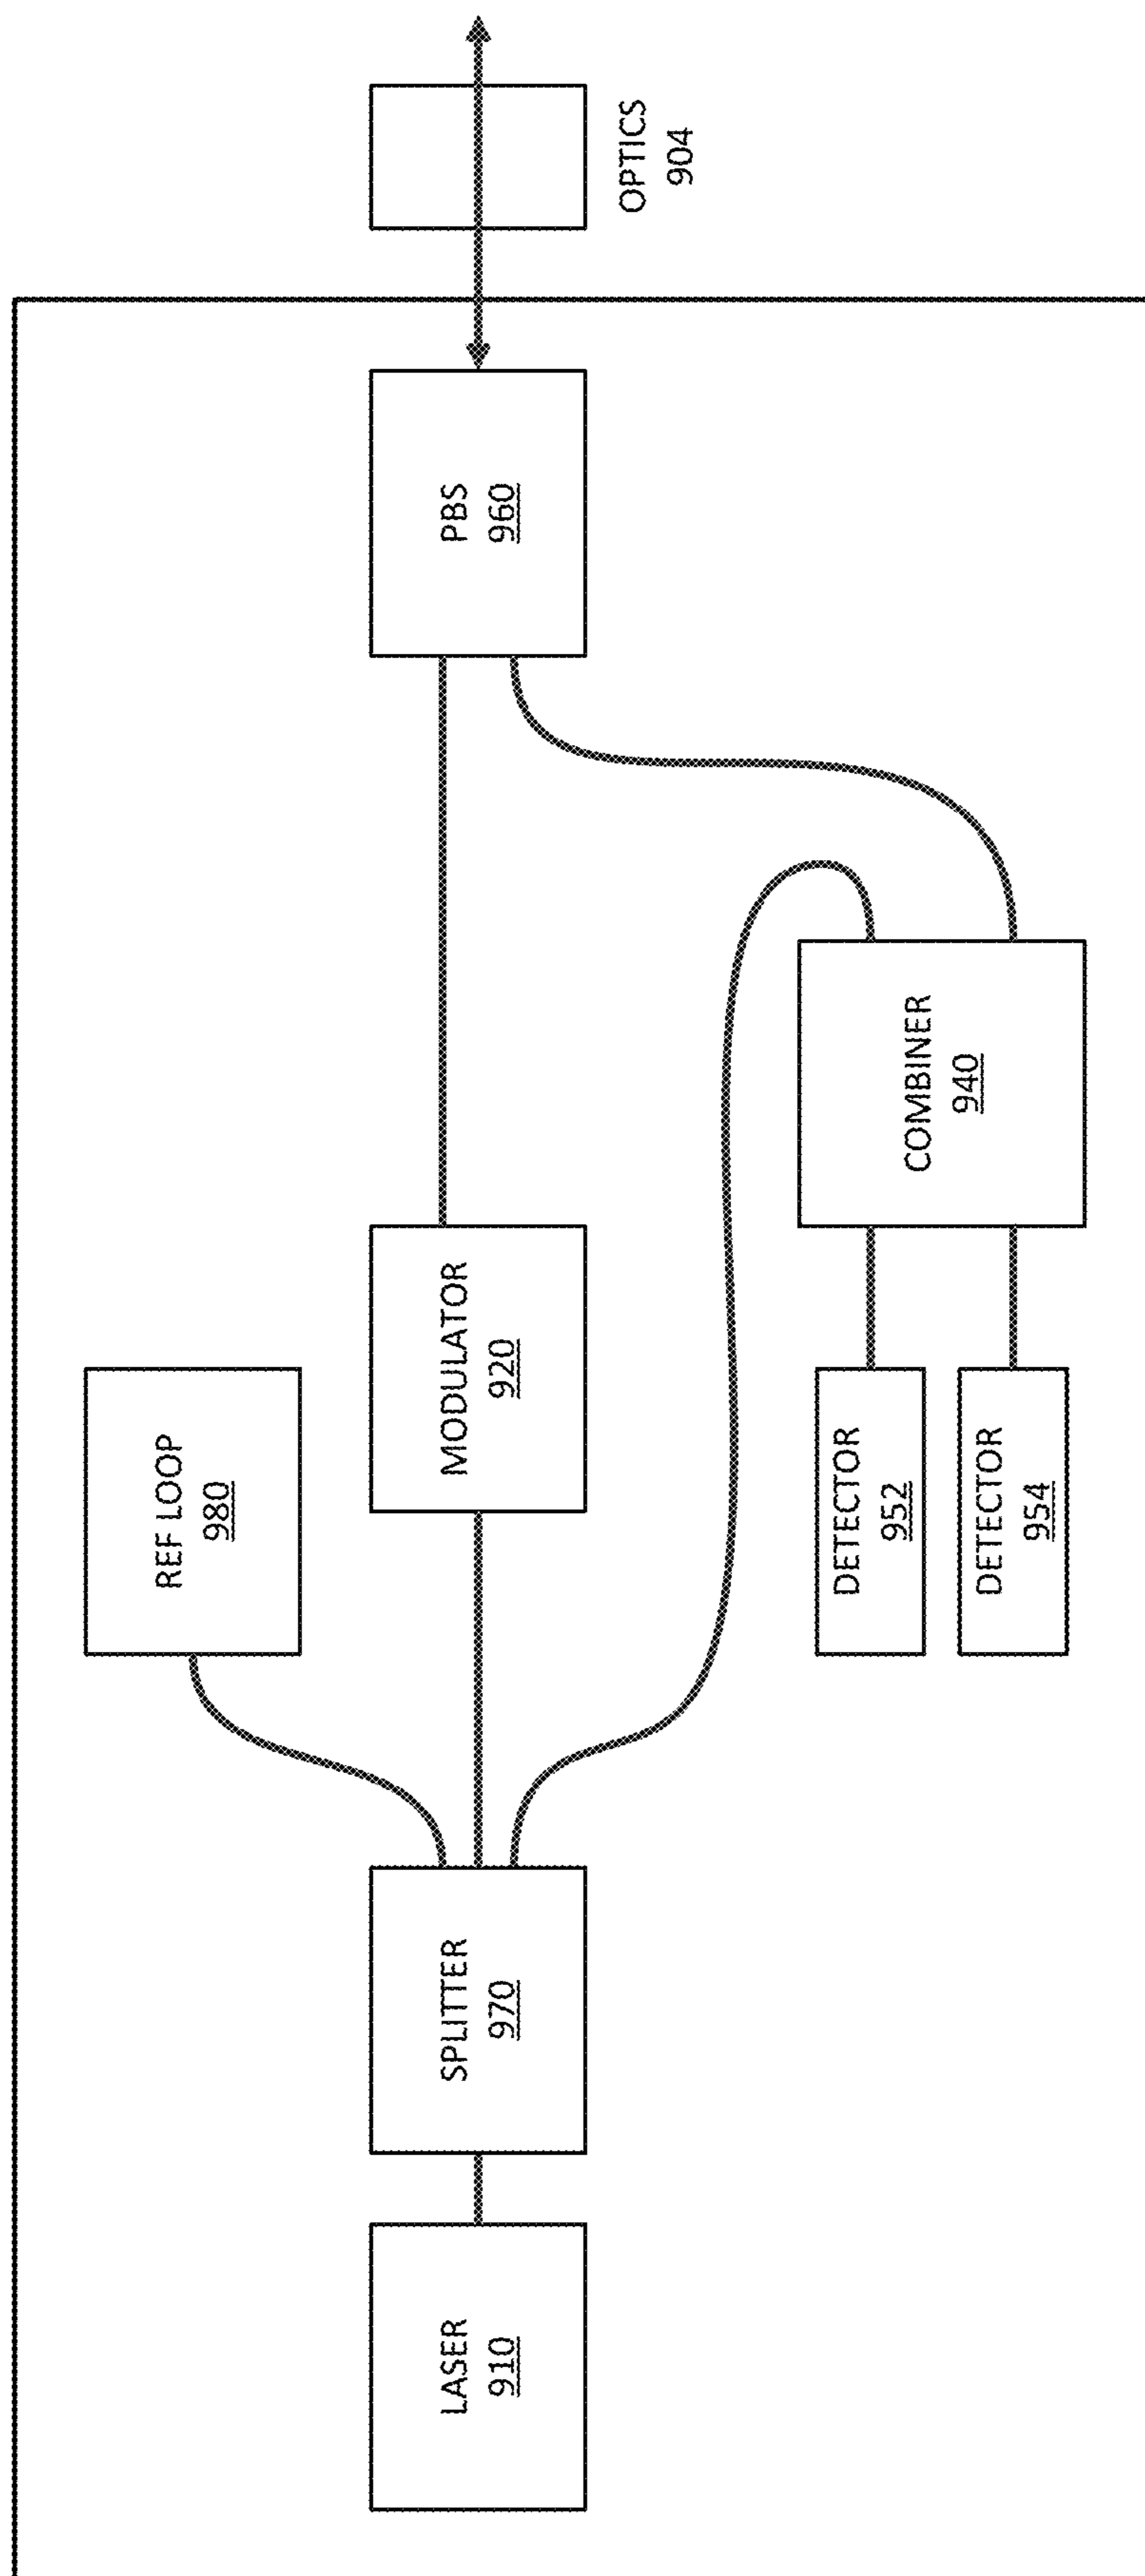 REF LOOP
980
LASER
910
SPLITTER
970
MODULATOR
920
PBS
960
OPTICS
904
DETECTOR
952
DETECTOR
954
COMBINER
940